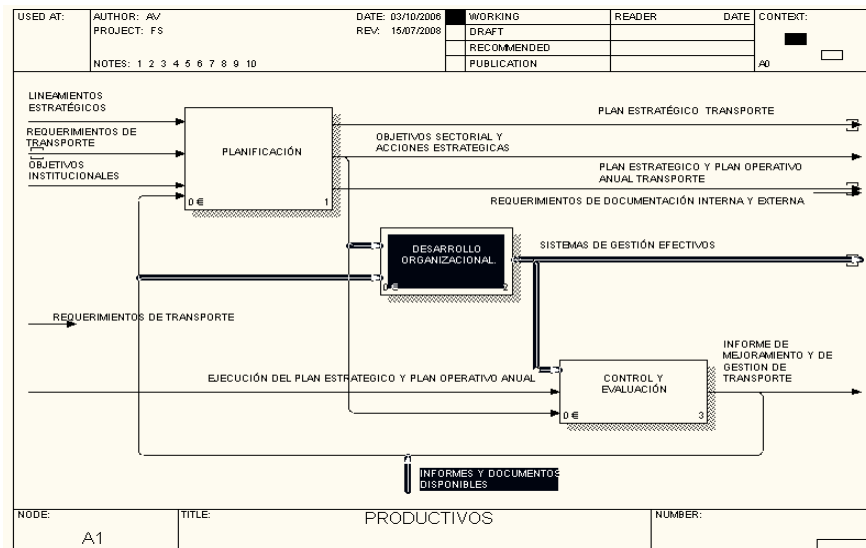 USED AT: AUTHOR: AV DATE: 03/10/2006 WORKING READER DATE CONTEXT:
PROJECT: FS REV: 15/07/2008 DRAFT
RECOMMENDED
NOTES: 1 2 3 4 5 6 7 8 9 10 PUBLICATION A0
LINEAMIENTOS
ESTRATÉGICOS
REQUERIMIENTOS DE
TRANSPORTE
OBJETIVOS
INSTITUCIONALES
PLANIFICACIÓN
0 € 1
PLAN ESTRATÉGICO TRANSPORTE
OBJETIVOS SECTORIAL Y
ACCIONES ESTRATEGICAS
PLAN ESTRATEGICO Y PLAN OPERATIVO
ANUAL TRANSPORTE
REQUERIMIENTOS DE DOCUMENTACIÓN INTERNA Y EXTERNA
DESARROLLO
ORGANIZACIONAL.
0 € 2
SISTEMAS DE GESTIÓN EFECTIVOS
REQUERIMIENTOS DE TRANSPORTE
EJECUCIÓN DEL PLAN ESTRATEGICO Y PLAN OPERATIVO ANUAL
CONTROL Y
EVALUACIÓN
0 € 3
INFORME DE
MEJORAMIENTO Y DE
GESTION DE
TRANSPORTE
INFORMES Y DOCUMENTOS
DISPONIBLES
NODE: TITLE: NUMBER:
A1 PRODUCTIVOS